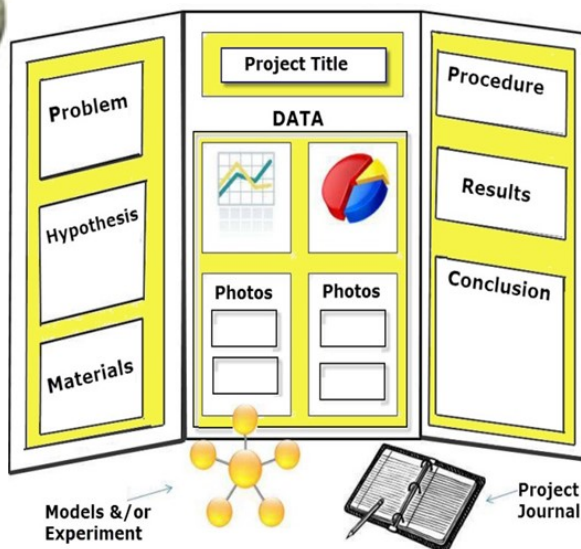 Problem
Hypothesis
Materials
Project Title
DATA
Photos
Photos
Procedure
Results
Conclusion
Models &/or
Experiment
Project
Journal